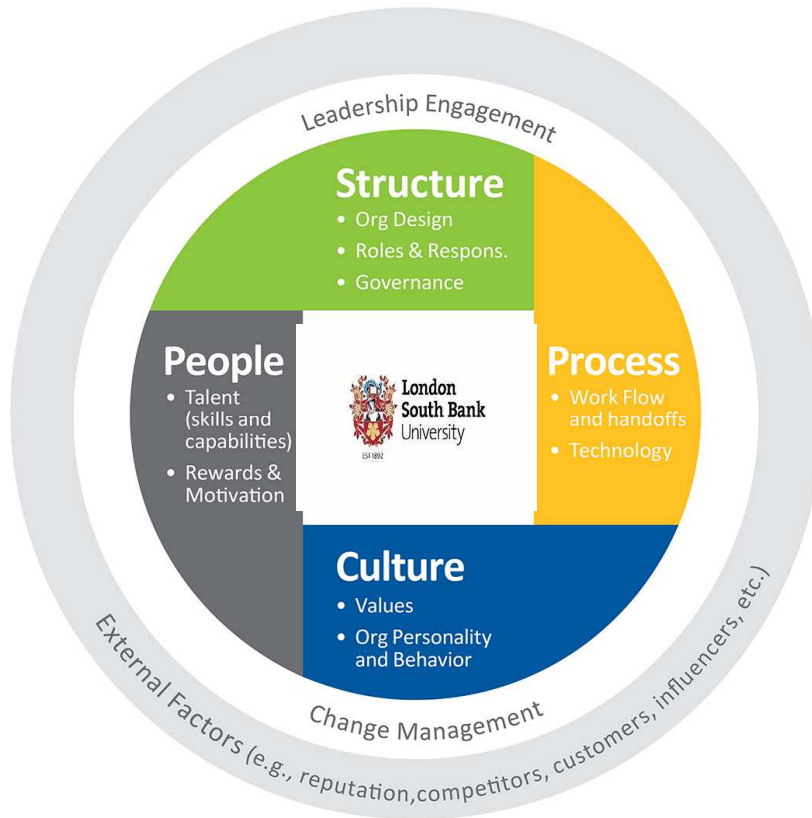 Leadership Engagement
Structure
• Org Design
• Roles & Respons.
• Governance
People
• Talent
(skills and
capabilities)
• Rewards &
Motivation
London
South Bank
University
EST 1892
Process
• Work Flow
and handoffs
• Technology
Culture
• Values
• Org Personality
and Behavior
Change Management
External Factors (e.g., reputation,competitors, customers, influencers, etc.)